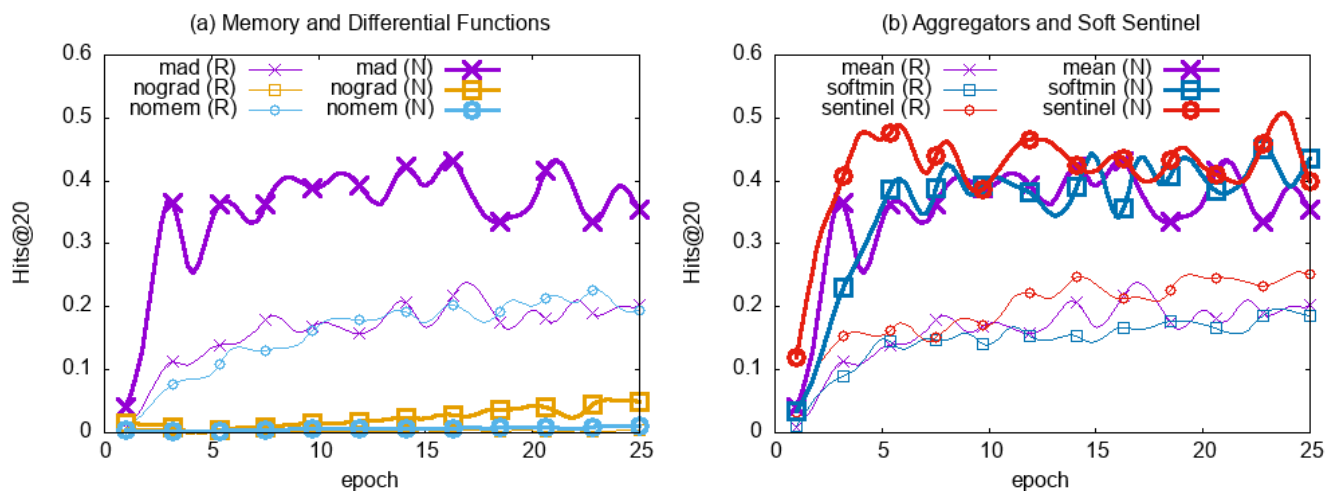 (a) Memory and Differential Functions
0.6
0.5
0.4
0.3
0.2
0.1
0
Hits@20
mad (R)
nograd (R)
nomem (R)
mad (N)
nograd (N)
nomem (N)
0 5 10 15 20 25
epoch
(b) Aggregators and Soft Sentinel
0.6
0.5
0.4
0.3
0.2
0.1
0
Hits@20
mean (R)
softmin (R)
sentinel (R)
mean (N)
softmin (N)
sentinel (N)
0 5 10 15 20 25
epoch